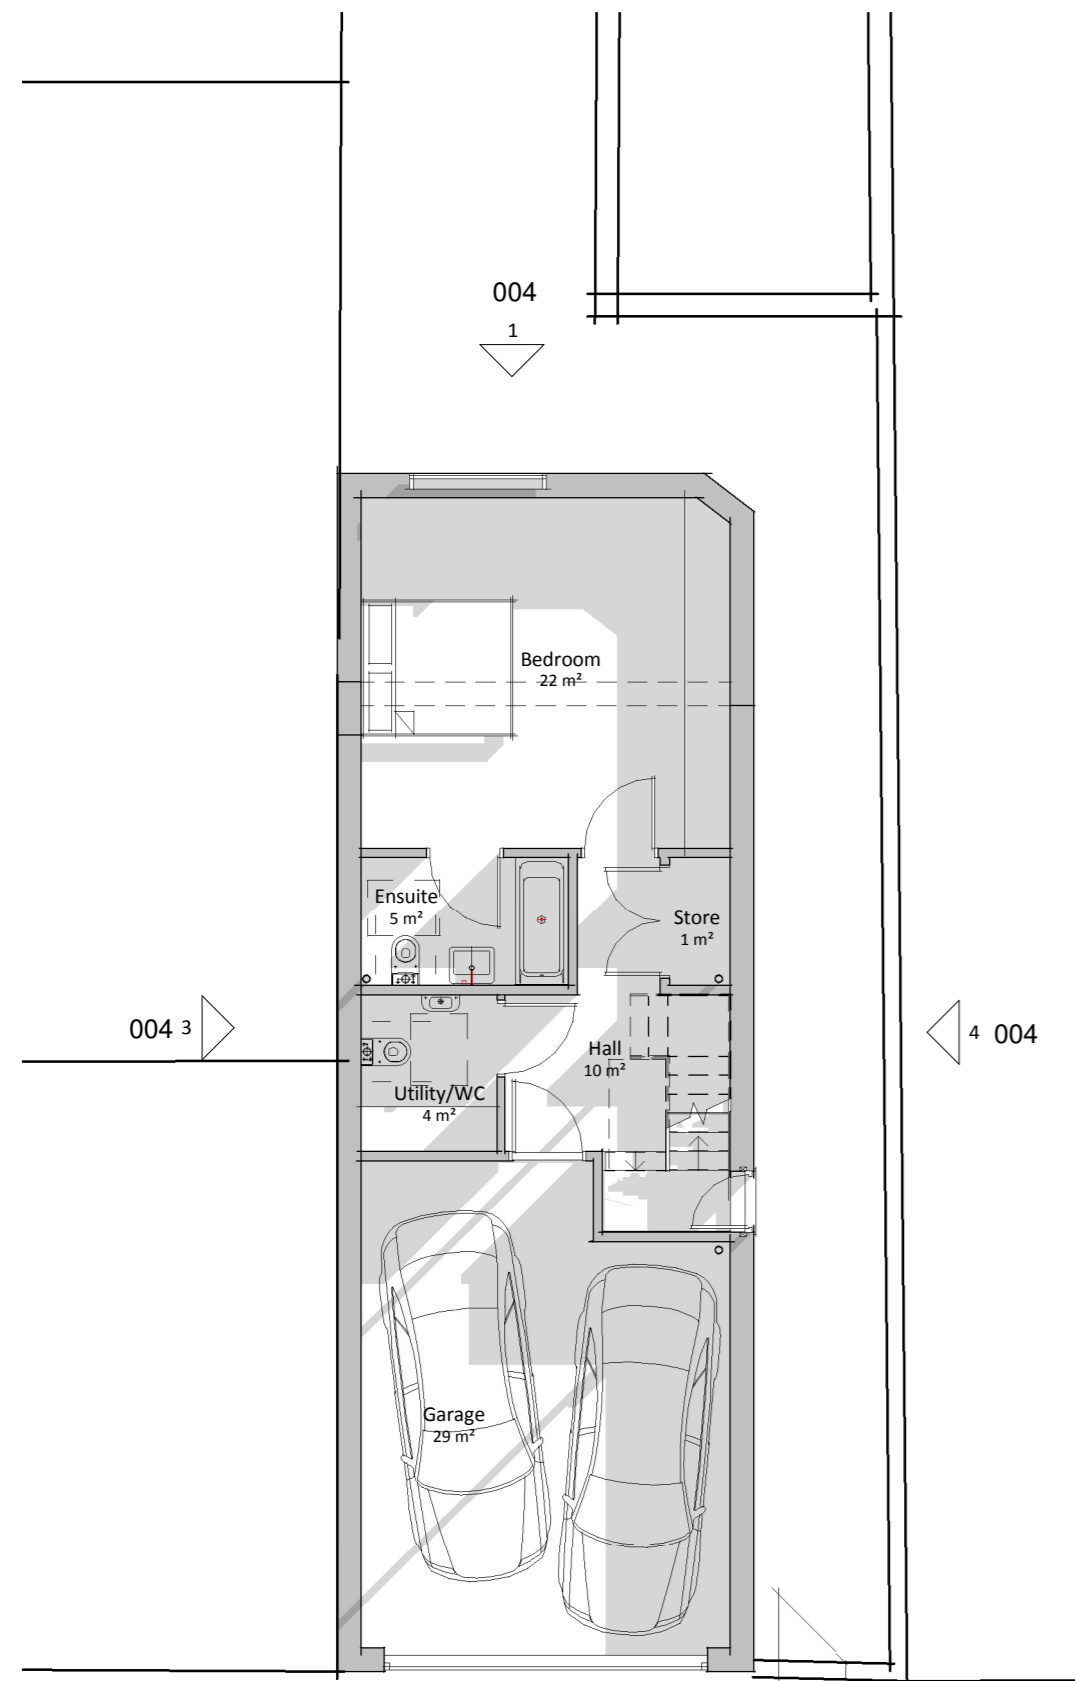 004
1
Bedroom
22 m²
Ensuite
5 m²
Store
1 m²
004 3
4 004
Hall
10 m²
Utility/WC
4 m²
Garage
29 m²